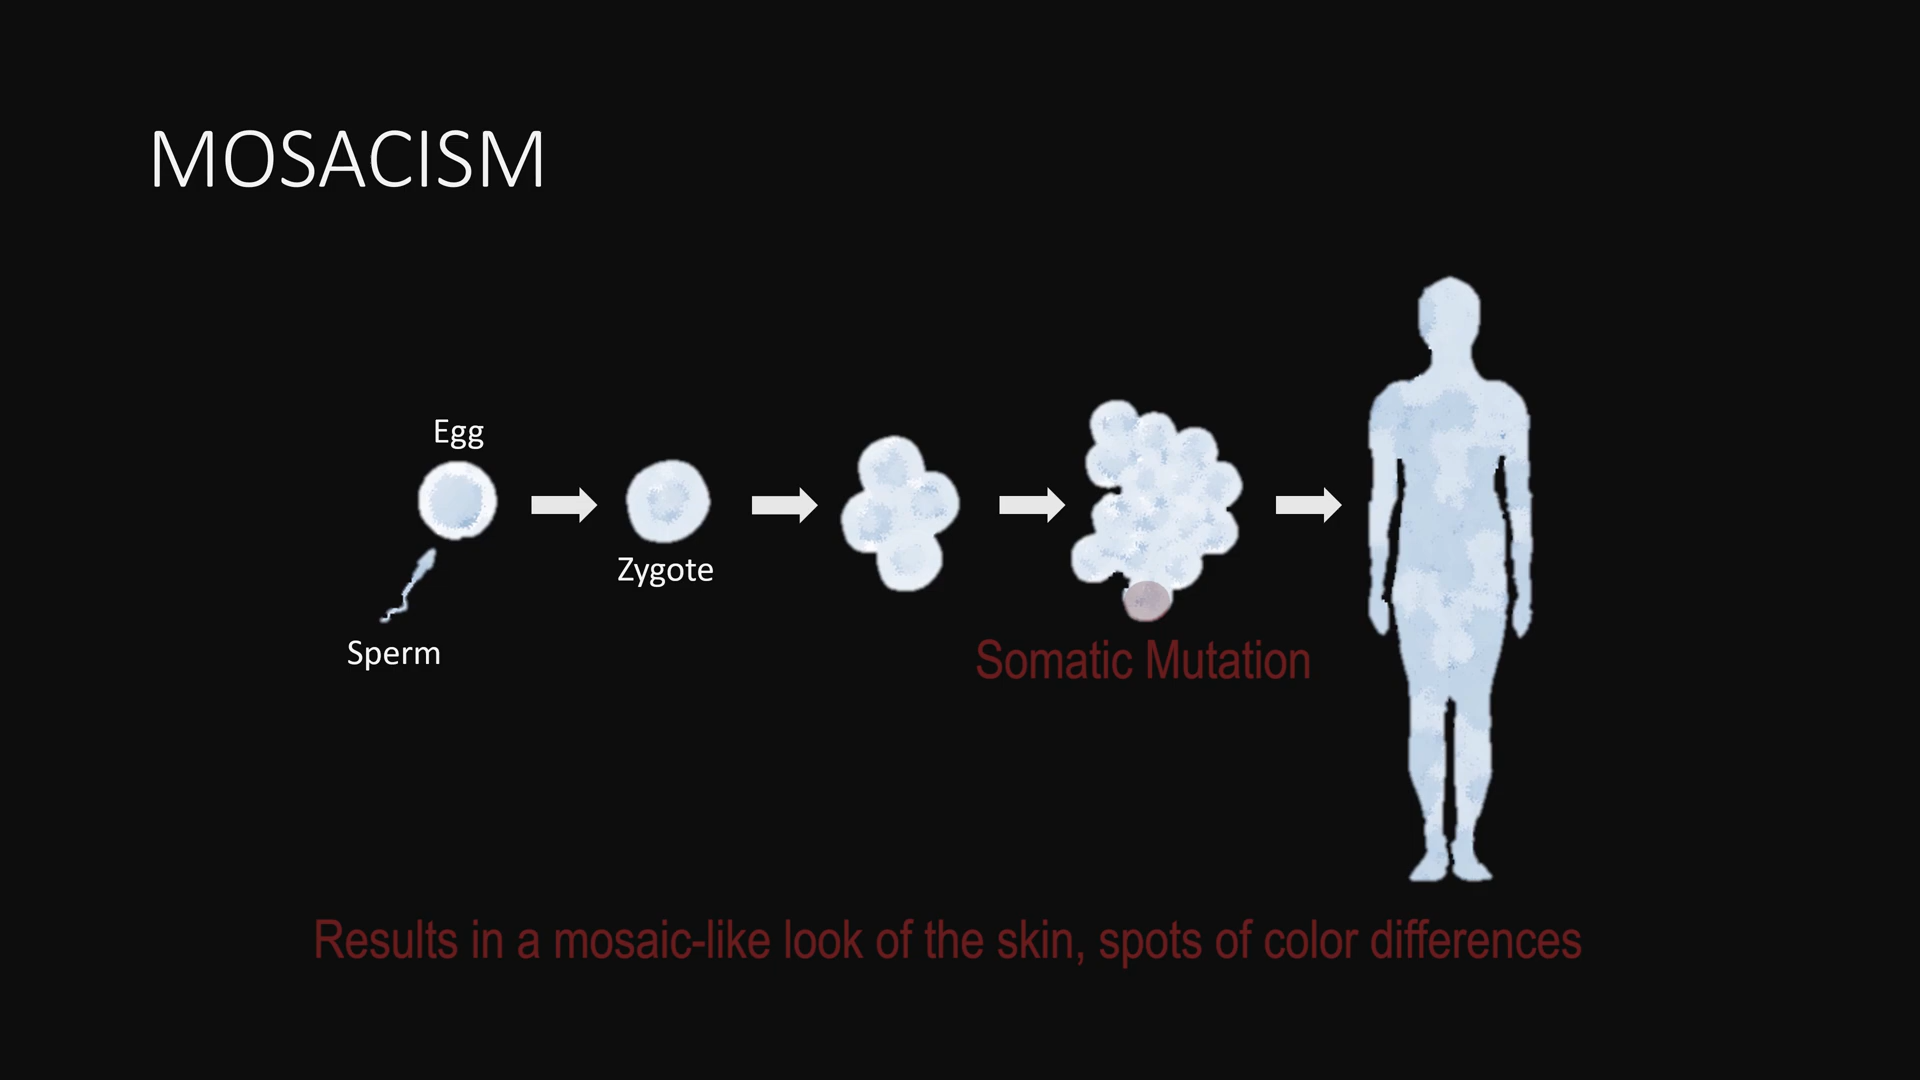 MOSACISM
Egg
Zygote
Sperm
Somatic Mutation
Results in a mosaic-like look of the skin, spots of color differences